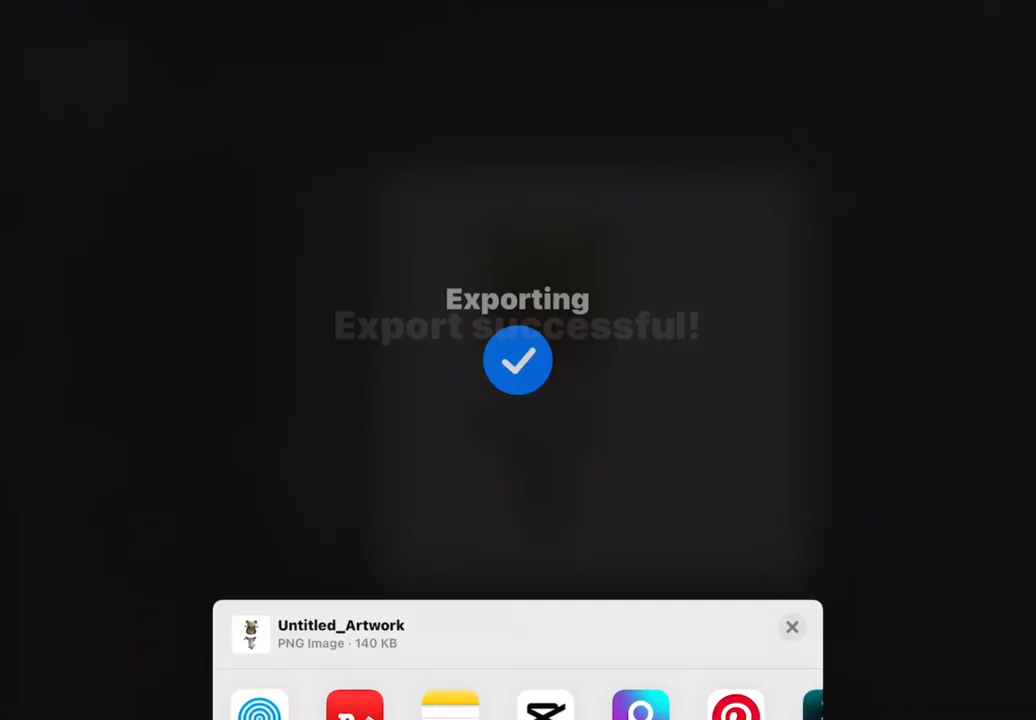 Exporting
Export successful!
Untitled_Artwork
PNG Image · 140 KB